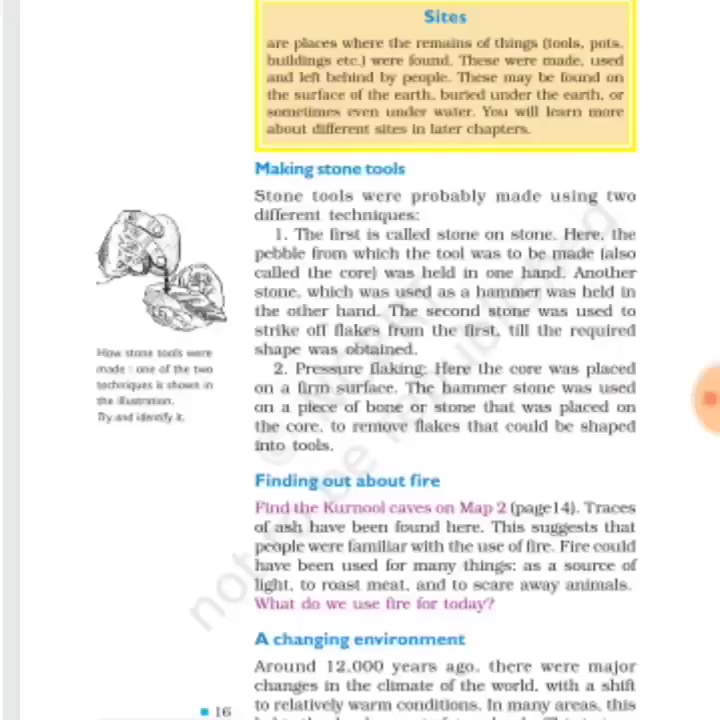 Sites
are places where the remains of things (tools, pots,
buildings etc.) were found. These were made, used
and left behind by people. These may be found on
the surface of the earth, buried under the earth, or
sometimes even under water. You will learn more
about different sites in later chapters.
Making stone tools
Stone tools were probably made using two
different techniques:
1. The first is called stone on stone. Here, the
pebble from which the tool was to be made (also
called the core) was held in one hand. Another
stone, which was used as a hammer was held in
the other hand. The second stone was used to
strike off flakes from the first, till the required
shape was obtained.
2. Pressure flaking: Here the core was placed
on a firm surface. The hammer stone was used
on a piece of bone or stone that was placed on
the core, to remove flakes that could be shaped
into tools.
How stone tools were
made : one of the two
techniques is shown in
the illustration.
Try and identify it.
Finding out about fire
Find the Kurnool caves on Map 2 (page14). Traces
of ash have been found here. This suggests that
people were familiar with the use of fire. Fire could
have been used for many things: as a source of
light, to roast meat, and to scare away animals.
What do we use fire for today?
A changing environment
Around 12,000 years ago, there were major
changes in the climate of the world, with a shift
to relatively warm conditions. In many areas, this
16